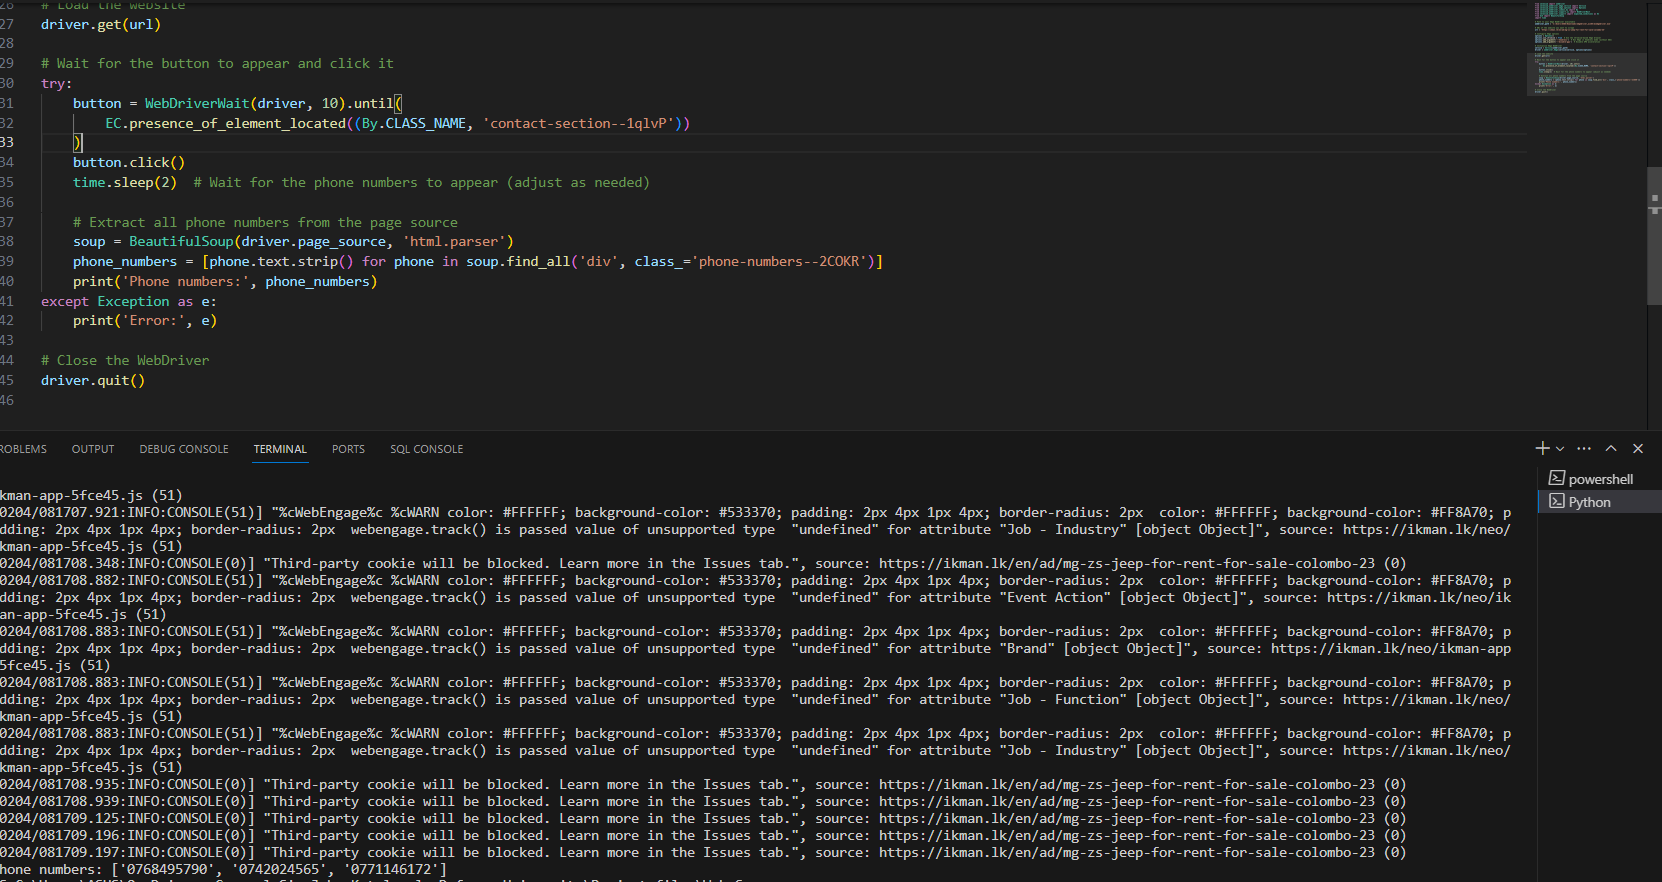 26 # Load the website
27 driver.get(url)
28
29 # Wait for the button to appear and click it
30 try:
31 button = WebDriverWait(driver, 10).until(
32 EC.presence_of_element_located((By.CLASS_NAME, 'contact-section--1qlvP'))
33 )
34 button.click()
35 time.sleep(2)  # Wait for the phone numbers to appear (adjust as needed)
36
37 # Extract all phone numbers from the page source
38 soup = BeautifulSoup(driver.page_source, 'html.parser')
39 phone_numbers = [phone.text.strip() for phone in soup.find_all('div', class_='phone-numbers--2COKR')]
40 print('Phone numbers:', phone_numbers)
41 except Exception as e:
42 print('Error:', e)
43
44 # Close the WebDriver
45 driver.quit()
46
ROBLEMS OUTPUT DEBUG CONSOLE TERMINAL PORTS SQL CONSOLE
powershell
Python
kman-app-5fce45.js (51)
0204/081707.921:INFO:CONSOLE(51)] "%cWebEngage%c %cWARN color: #FFFFFF; background-color: #533370; padding: 2px 4px 1px 4px; border-radius: 2px  color: #FFFFFF; background-color: #FF8A70; p
dding: 2px 4px 1px 4px; border-radius: 2px  webengage.track() is passed value of unsupported type  "undefined" for attribute "Job - Industry" [object Object]", source: https://ikman.lk/neo/
kman-app-5fce45.js (51)
0204/081708.348:INFO:CONSOLE(0)] "Third-party cookie will be blocked. Learn more in the Issues tab.", source: https://ikman.lk/en/ad/mg-zs-jeep-for-rent-for-sale-colombo-23 (0)
0204/081708.882:INFO:CONSOLE(51)] "%cWebEngage%c %cWARN color: #FFFFFF; background-color: #533370; padding: 2px 4px 1px 4px; border-radius: 2px  color: #FFFFFF; background-color: #FF8A70; p
dding: 2px 4px 1px 4px; border-radius: 2px  webengage.track() is passed value of unsupported type  "undefined" for attribute "Event Action" [object Object]", source: https://ikman.lk/neo/ik
an-app-5fce45.js (51)
0204/081708.883:INFO:CONSOLE(51)] "%cWebEngage%c %cWARN color: #FFFFFF; background-color: #533370; padding: 2px 4px 1px 4px; border-radius: 2px  color: #FFFFFF; background-color: #FF8A70; p
dding: 2px 4px 1px 4px; border-radius: 2px  webengage.track() is passed value of unsupported type  "undefined" for attribute "Brand" [object Object]", source: https://ikman.lk/neo/ikman-app
5fce45.js (51)
0204/081708.883:INFO:CONSOLE(51)] "%cWebEngage%c %cWARN color: #FFFFFF; background-color: #533370; padding: 2px 4px 1px 4px; border-radius: 2px  color: #FFFFFF; background-color: #FF8A70; p
dding: 2px 4px 1px 4px; border-radius: 2px  webengage.track() is passed value of unsupported type  "undefined" for attribute "Job - Function" [object Object]", source: https://ikman.lk/neo/
kman-app-5fce45.js (51)
0204/081708.883:INFO:CONSOLE(51)] "%cWebEngage%c %cWARN color: #FFFFFF; background-color: #533370; padding: 2px 4px 1px 4px; border-radius: 2px  color: #FFFFFF; background-color: #FF8A70; p
dding: 2px 4px 1px 4px; border-radius: 2px  webengage.track() is passed value of unsupported type  "undefined" for attribute "Job - Industry" [object Object]", source: https://ikman.lk/neo/
kman-app-5fce45.js (51)
0204/081708.935:INFO:CONSOLE(0)] "Third-party cookie will be blocked. Learn more in the Issues tab.", source: https://ikman.lk/en/ad/mg-zs-jeep-for-rent-for-sale-colombo-23 (0)
0204/081708.939:INFO:CONSOLE(0)] "Third-party cookie will be blocked. Learn more in the Issues tab.", source: https://ikman.lk/en/ad/mg-zs-jeep-for-rent-for-sale-colombo-23 (0)
0204/081709.125:INFO:CONSOLE(0)] "Third-party cookie will be blocked. Learn more in the Issues tab.", source: https://ikman.lk/en/ad/mg-zs-jeep-for-rent-for-sale-colombo-23 (0)
0204/081709.196:INFO:CONSOLE(0)] "Third-party cookie will be blocked. Learn more in the Issues tab.", source: https://ikman.lk/en/ad/mg-zs-jeep-for-rent-for-sale-colombo-23 (0)
0204/081709.197:INFO:CONSOLE(0)] "Third-party cookie will be blocked. Learn more in the Issues tab.", source: https://ikman.lk/en/ad/mg-zs-jeep-for-rent-for-sale-colombo-23 (0)
hone numbers: ['0768495790', '0742024565', '0771146172']